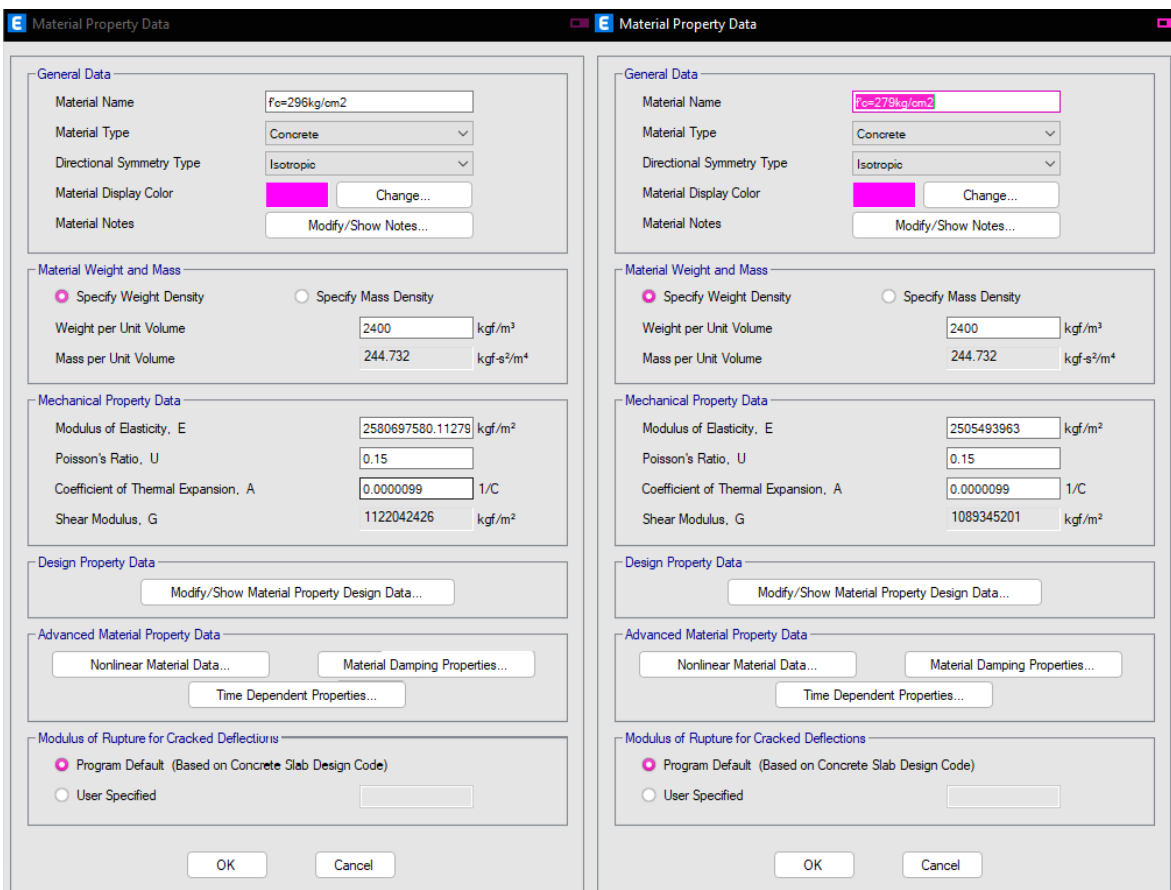 E Material Property Data
General Data
Material Name f'c=296kg/cm2
Material Type Concrete
Directional Symmetry Type Isotropic
Material Display Color Change...
Material Notes Modify/Show Notes...
Material Weight and Mass
Specify Weight Density Specify Mass Density
Weight per Unit Volume 2400 kgf/m³
Mass per Unit Volume 244.732 kgf-s²/m⁴
Mechanical Property Data
Modulus of Elasticity, E 2580697580.11279 kgf/m²
Poisson's Ratio, U 0.15
Coefficient of Thermal Expansion, A 0.0000099 1/C
Shear Modulus, G 1122042426 kgf/m²
Design Property Data
Modify/Show Material Property Design Data...
Advanced Material Property Data
Nonlinear Material Data... Material Damping Properties...
Time Dependent Properties...
Modulus of Rupture for Cracked Deflections
Program Default (Based on Concrete Slab Design Code)
User Specified
OK Cancel
E Material Property Data
General Data
Material Name f'c=279kg/cm2
Material Type Concrete
Directional Symmetry Type Isotropic
Material Display Color Change...
Material Notes Modify/Show Notes...
Material Weight and Mass
Specify Weight Density Specify Mass Density
Weight per Unit Volume 2400 kgf/m³
Mass per Unit Volume 244.732 kgf-s²/m⁴
Mechanical Property Data
Modulus of Elasticity, E 2505493963 kgf/m²
Poisson's Ratio, U 0.15
Coefficient of Thermal Expansion, A 0.0000099 1/C
Shear Modulus, G 1089345201 kgf/m²
Design Property Data
Modify/Show Material Property Design Data...
Advanced Material Property Data
Nonlinear Material Data... Material Damping Properties...
Time Dependent Properties...
Modulus of Rupture for Cracked Deflections
Program Default (Based on Concrete Slab Design Code)
User Specified
OK Cancel